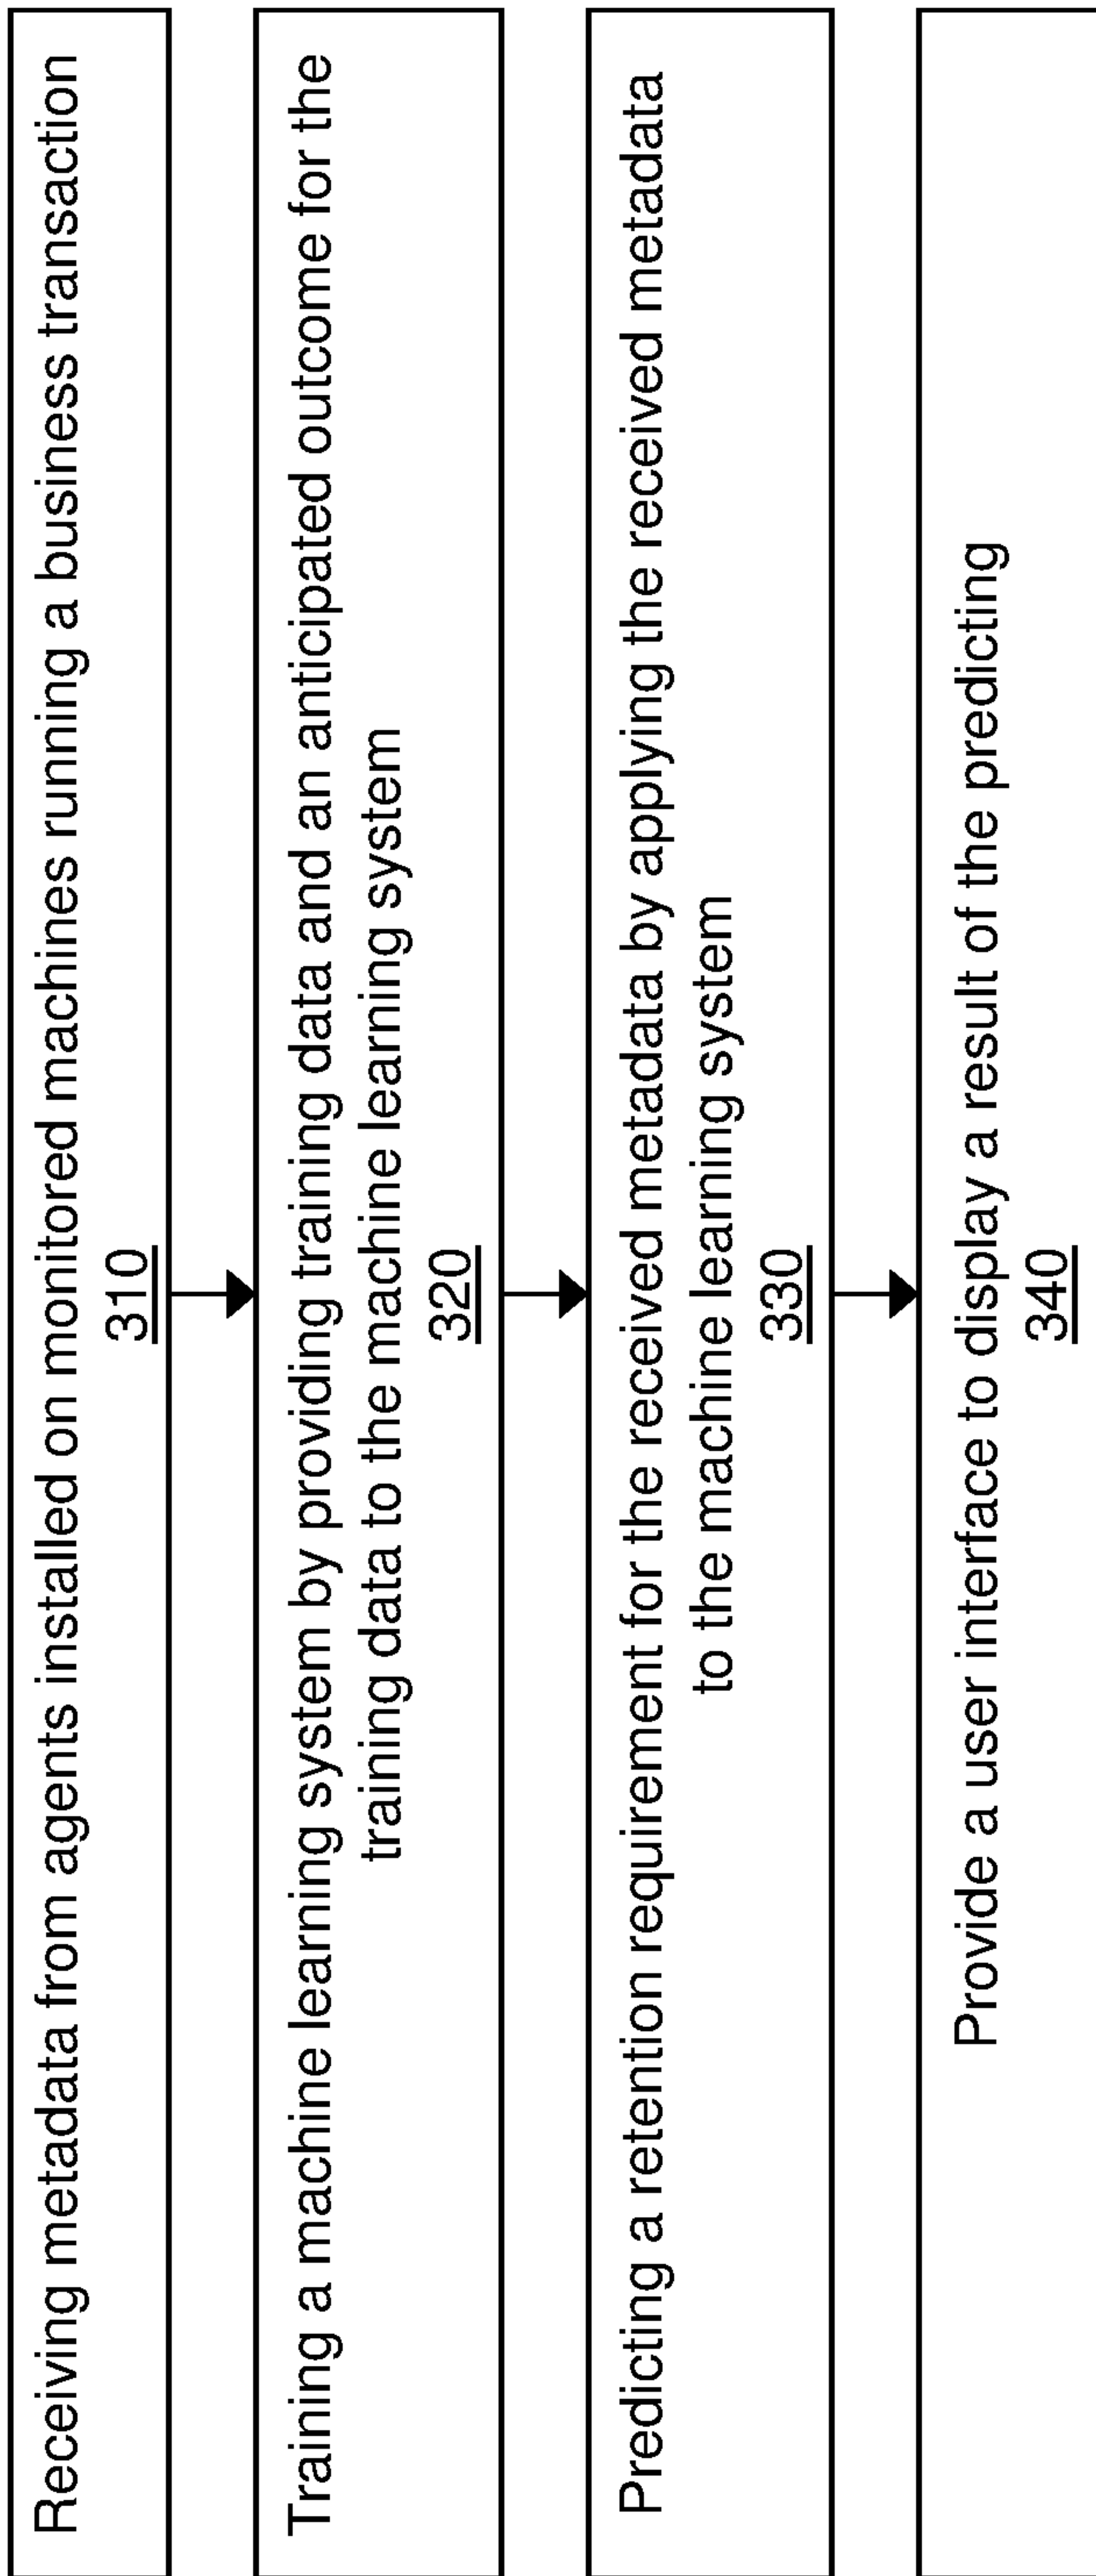 Receiving metadata from agents installed on monitored machines running a business transaction
310
Training a machine learning system by providing training data and an anticipated outcome for the
training data to the machine learning system
320
Predicting a retention requirement for the received metadata by applying the received metadata
to the machine learning system
330
Provide a user interface to display a result of the predicting
340